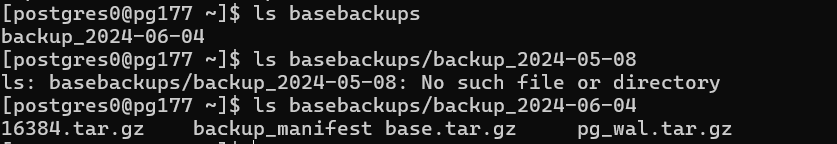 [postgres0@pg177 ~]$ ls basebackups
backup_2024-06-04
[postgres0@pg177 ~]$ ls basebackups/backup_2024-05-08
ls: basebackups/backup_2024-05-08: No such file or directory
[postgres0@pg177 ~]$ ls basebackups/backup_2024-06-04
16384.tar.gz    backup_manifest base.tar.gz     pg_wal.tar.gz